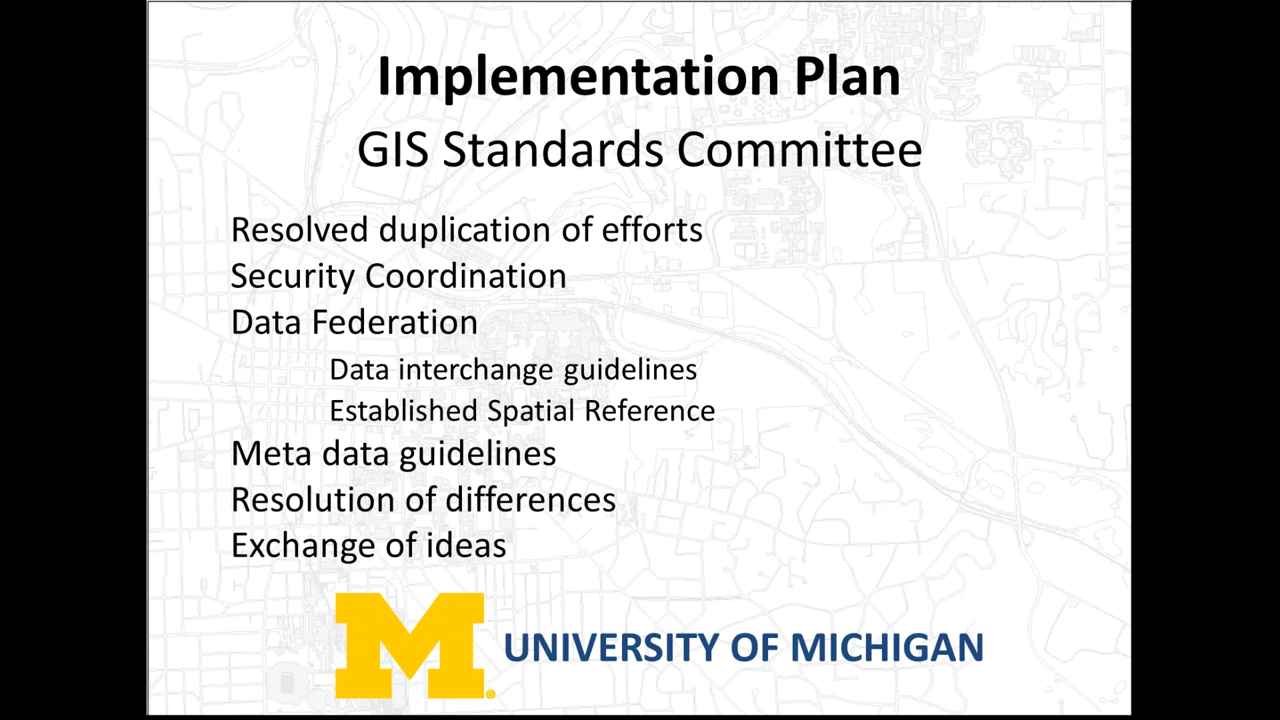 Implementation Plan
GIS Standards Committee
Resolved duplication of efforts
Security Coordination
Data Federation
Data interchange guidelines
Established Spatial Reference
Meta data guidelines
Resolution of differences
Exchange of ideas
M® UNIVERSITY OF MICHIGAN